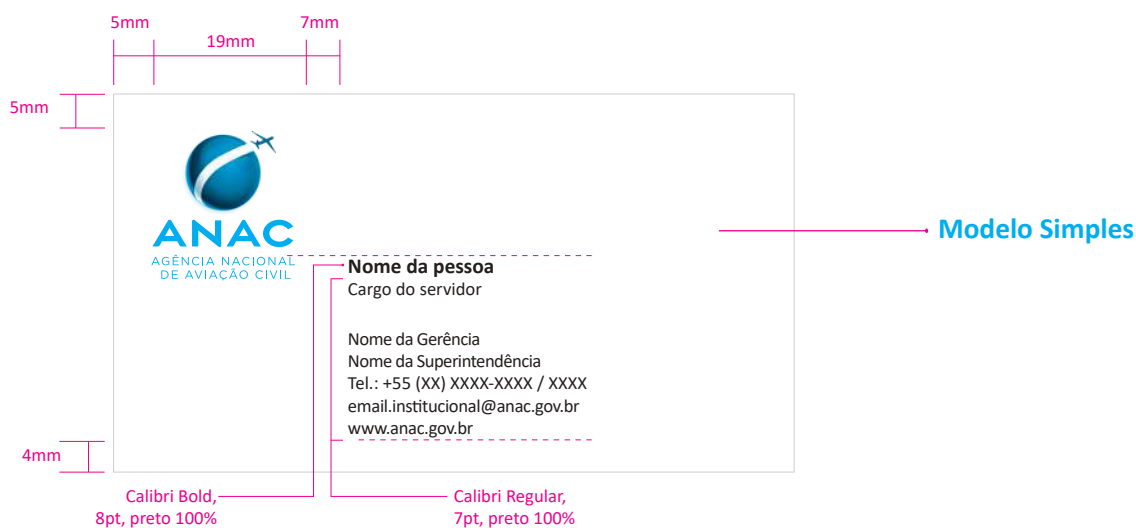 5mm
7mm
19mm
5mm
ANAC
AGÊNCIA NACIONAL
DE AVIAÇÃO CIVIL
Modelo Simples
Nome da pessoa
Cargo do servidor
Nome da Gerência
Nome da Superintendência
Tel.: +55 (XX) XXXX-XXXX / XXXX
email.institucional@anac.gov.br
www.anac.gov.br
4mm
Calibri Bold,
8pt, preto 100%
Calibri Regular,
7pt, preto 100%